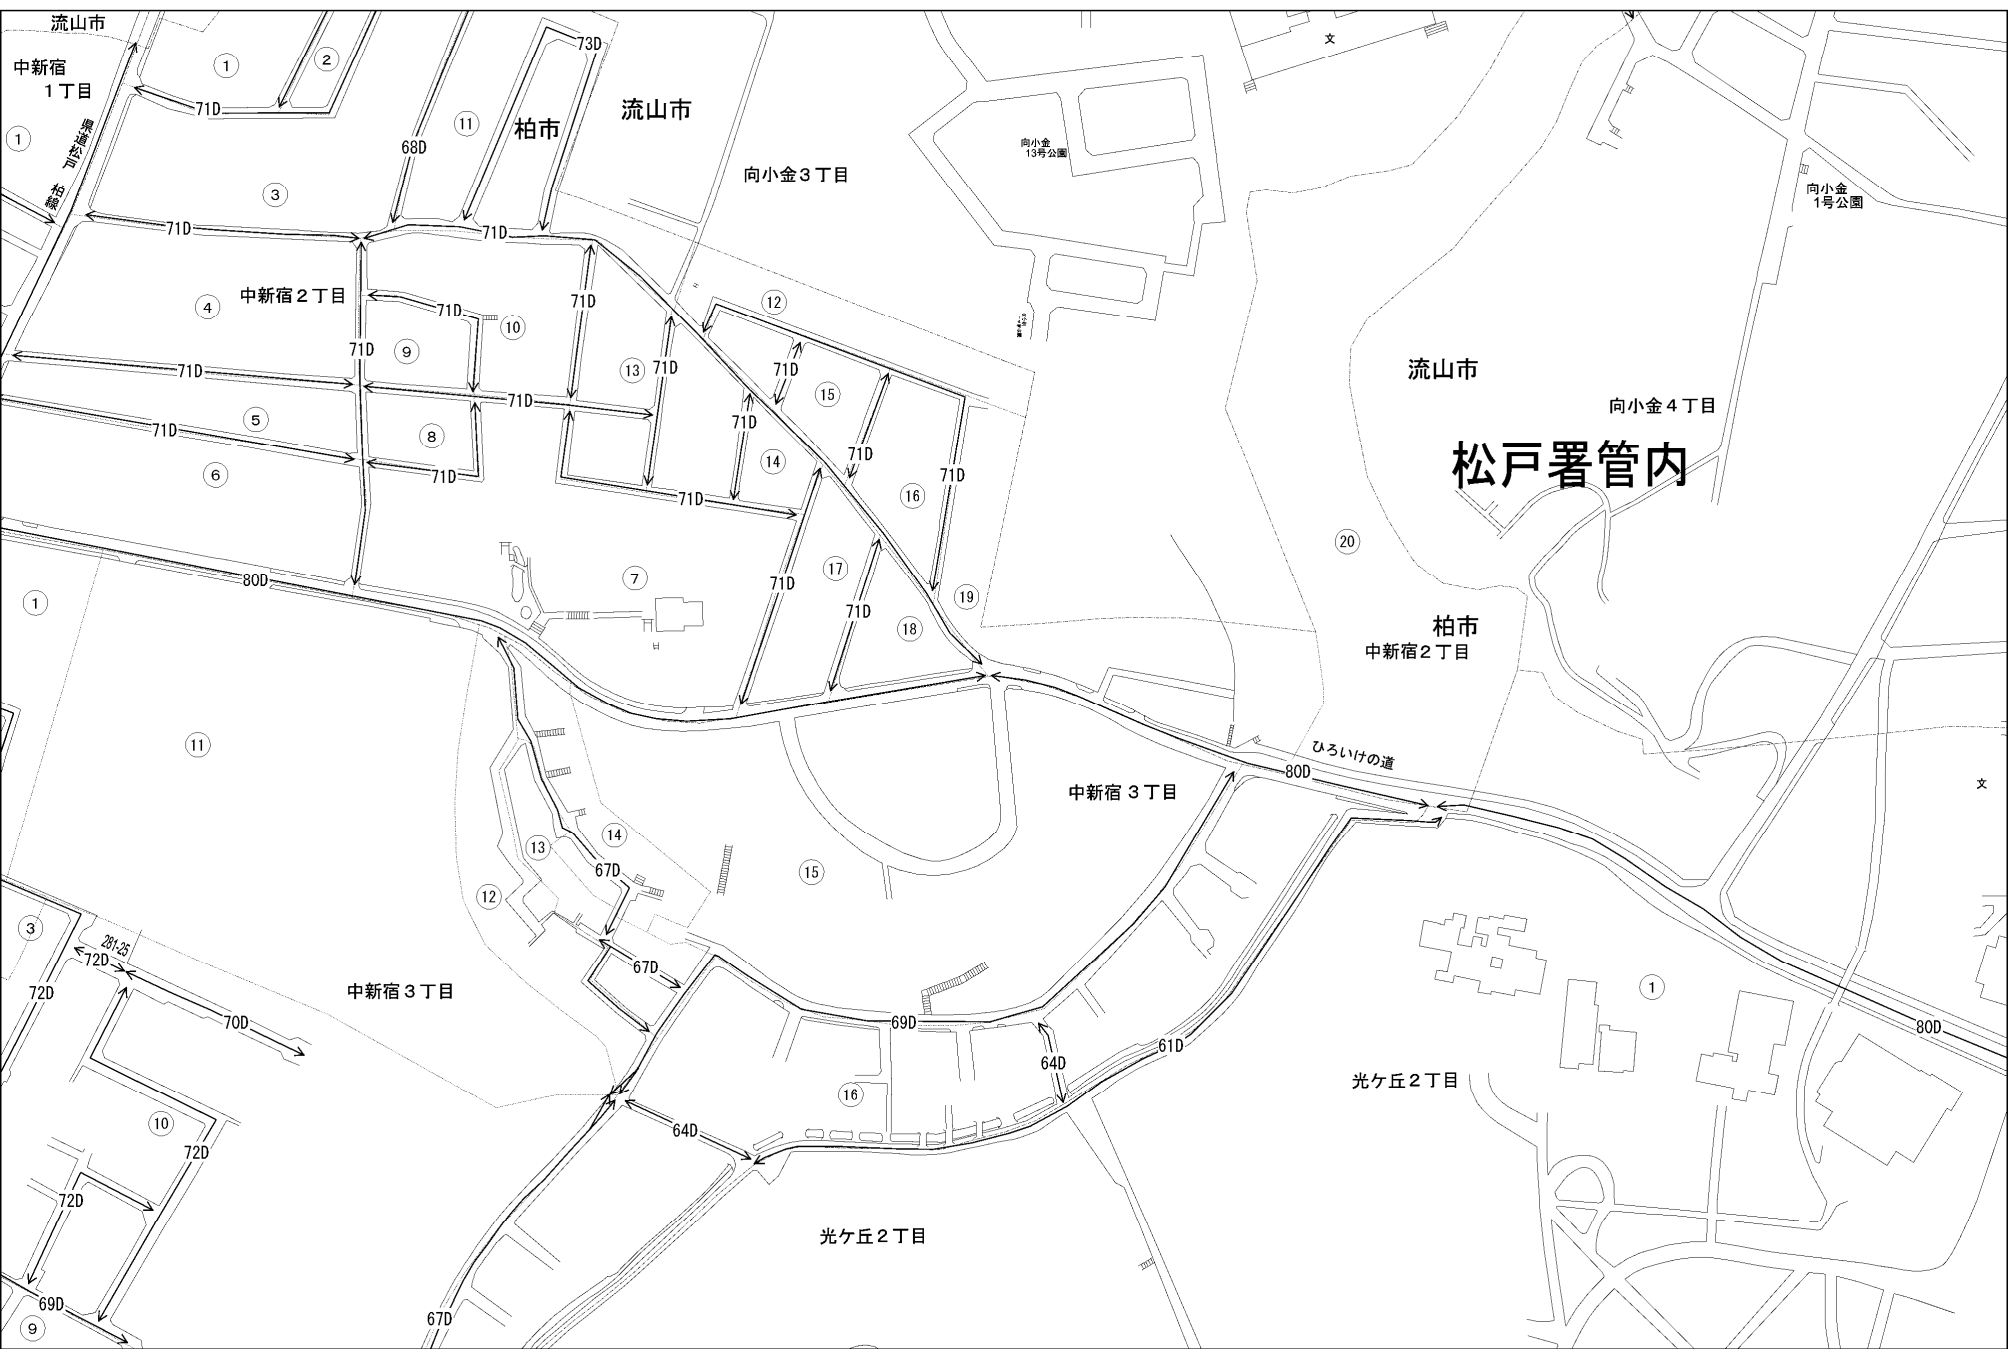 流山市
中新宿
１丁目
①
②
73D
文
①
71D
68D
⑪
柏市
流山市
県道松戸
柏線
③
向小金３丁目
向小金
13号公園
向小金
1号公園
71D
71D
中新宿２丁目
④
71D
71D
⑩
⑫
71D
⑨
71D
⑬
71D
71D
⑮
流山市
71D
⑤
71D
⑧
71D
71D
⑭
71D
向小金４丁目
松戸署管内
⑥
71D
71D
71D
⑯
⑳
80D
⑦
71D
⑰
71D
⑲
⑱
①
柏市
中新宿２丁目
⑪
ひろいけの道
80D
中新宿３丁目
文
⑬
⑭
67D
⑮
⑫
③
281-25
72D
67D
72D
中新宿３丁目
①
70D
69D
80D
64D
61D
⑯
光ケ丘２丁目
⑩
64D
72D
72D
光ケ丘２丁目
69D
67D
⑨